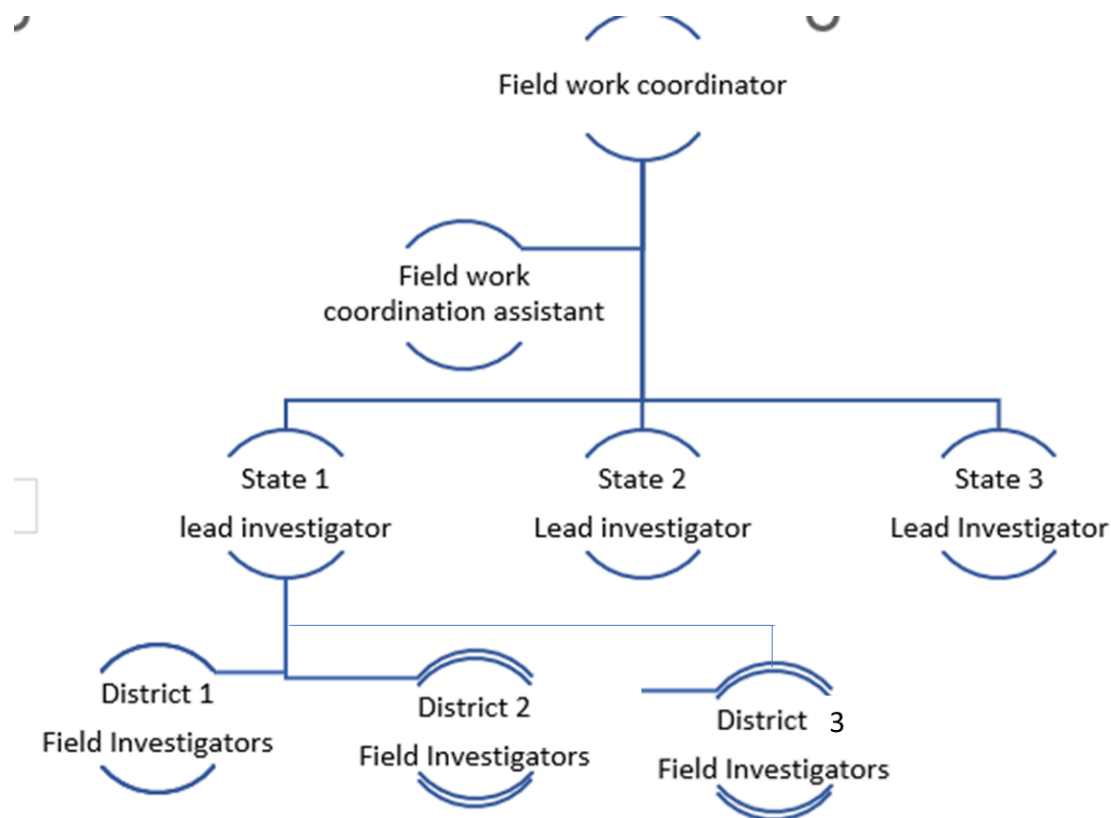 Field work coordinator
Field work
coordination assistant
State 1
lead investigator
State 2
Lead investigator
State 3
Lead Investigator
District 1
Field Investigators
District 2
Field Investigators
District 3
Field Investigators